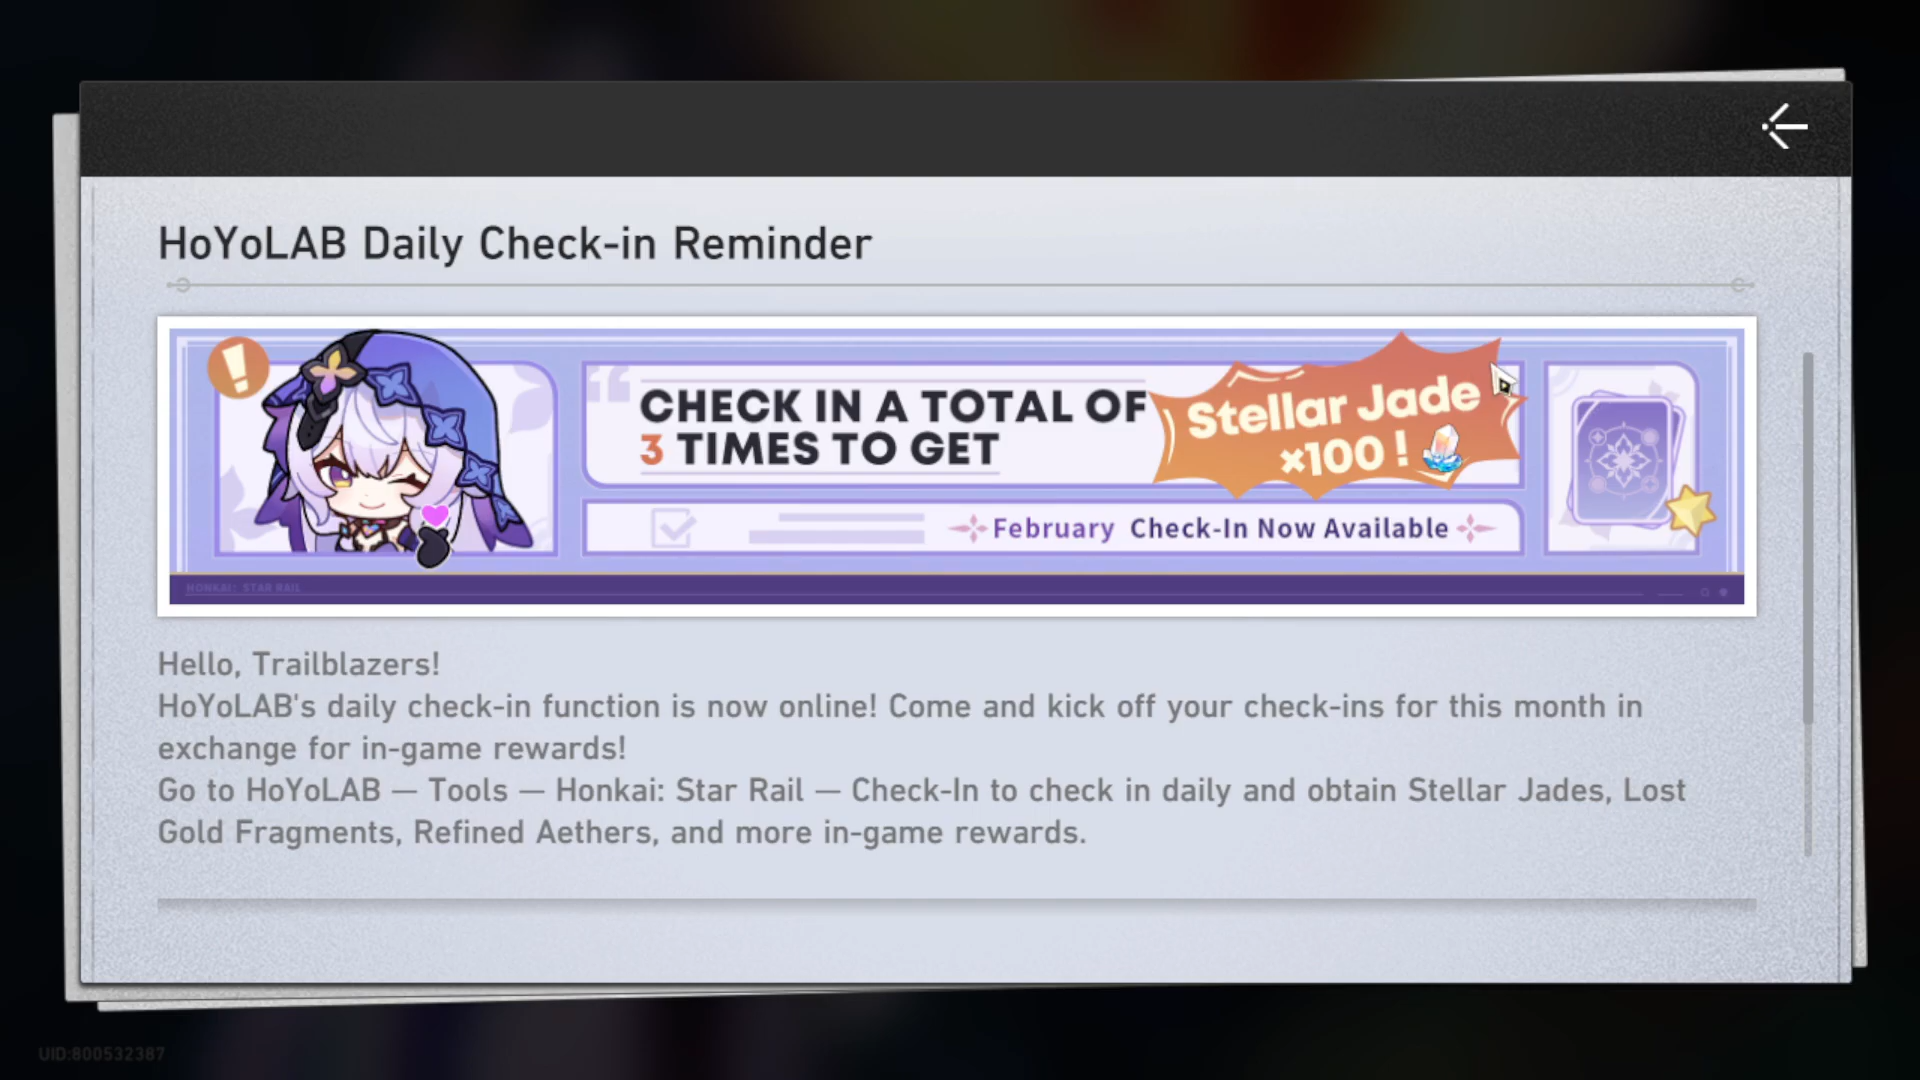 HoYoLAB Daily Check-in Reminder
CHECK IN A TOTAL OF
3 TIMES TO GET
Stellar Jade
×100 !
February Check-In Now Available
HONKAI: STAR RAIL
Hello, Trailblazers!
HoYoLAB's daily check-in function is now online! Come and kick off your check-ins for this month in
exchange for in-game rewards!
Go to HoYoLAB — Tools — Honkai: Star Rail — Check-In to check in daily and obtain Stellar Jades, Lost
Gold Fragments, Refined Aethers, and more in-game rewards.
UID:800532387